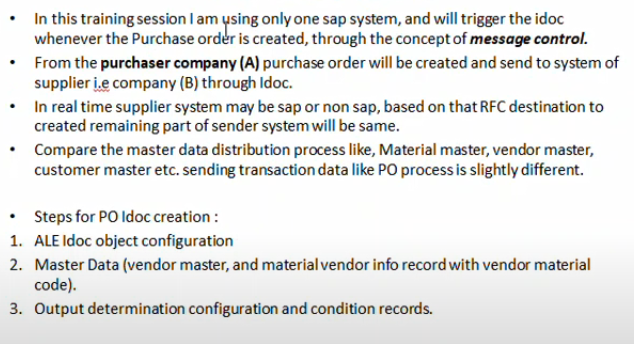 • In this training session I am using only one sap system, and will trigger the idoc
whenever the Purchase order is created, through the concept of message control.
• From the purchaser company (A) purchase order will be created and send to system of
supplier i.e company (B) through Idoc.
• In real time supplier system may be sap or non sap, based on that RFC destination to
created remaining part of sender system will be same.
• Compare the master data distribution process like, Material master, vendor master,
customer master etc. sending transaction data like PO process is slightly different.
• Steps for PO Idoc creation :
1. ALE Idoc object configuration
2. Master Data (vendor master, and material vendor info record with vendor material
code).
3. Output determination configuration and condition records.